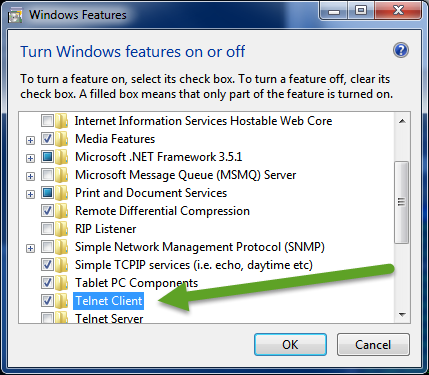 Windows Features
Turn Windows features on or off
To turn a feature on, select its check box. To turn a feature off, clear its
check box. A filled box means that only part of the feature is turned on.
Internet Information Services Hostable Web Core
Media Features
Microsoft .NET Framework 3.5.1
Microsoft Message Queue (MSMQ) Server
Print and Document Services
Remote Differential Compression
RIP Listener
Simple Network Management Protocol (SNMP)
Simple TCPIP services (i.e. echo, daytime etc)
Tablet PC Components
Telnet Client
Telnet Server
OK
Cancel